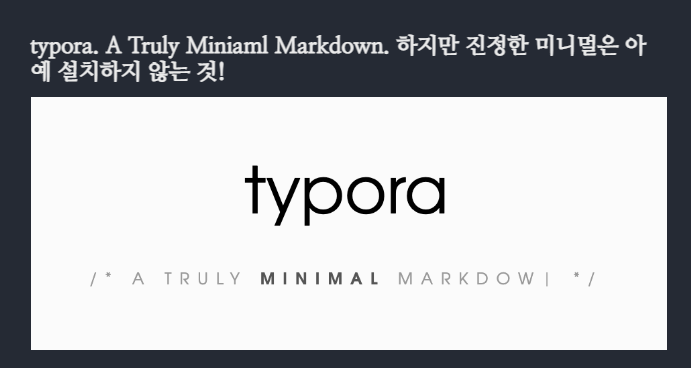 typora. A Truly Miniaml Markdown. 하지만 진정한 미니멀은 아
예 설치하지 않는 것!
typora
/* A TRULY MINIMAL MARKDOW| */